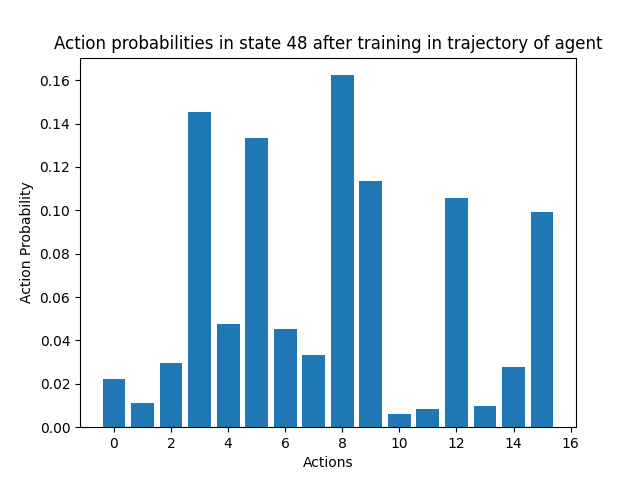 Action probabilities in state 48 after training in trajectory of agent
0.16
0.14
0.12
0.10
0.08
0.06
0.04
0.02
0.00
Action Probability
0 2 4 6 8 10 12 14 16
Actions